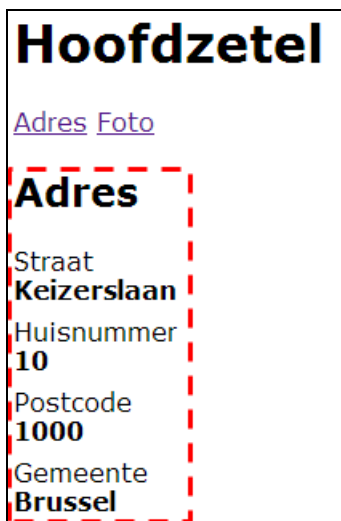 Hoofdzetel
Adres Foto
Adres
Straat
Keizerslaan
Huisnummer
10
Postcode
1000
Gemeente
Brussel